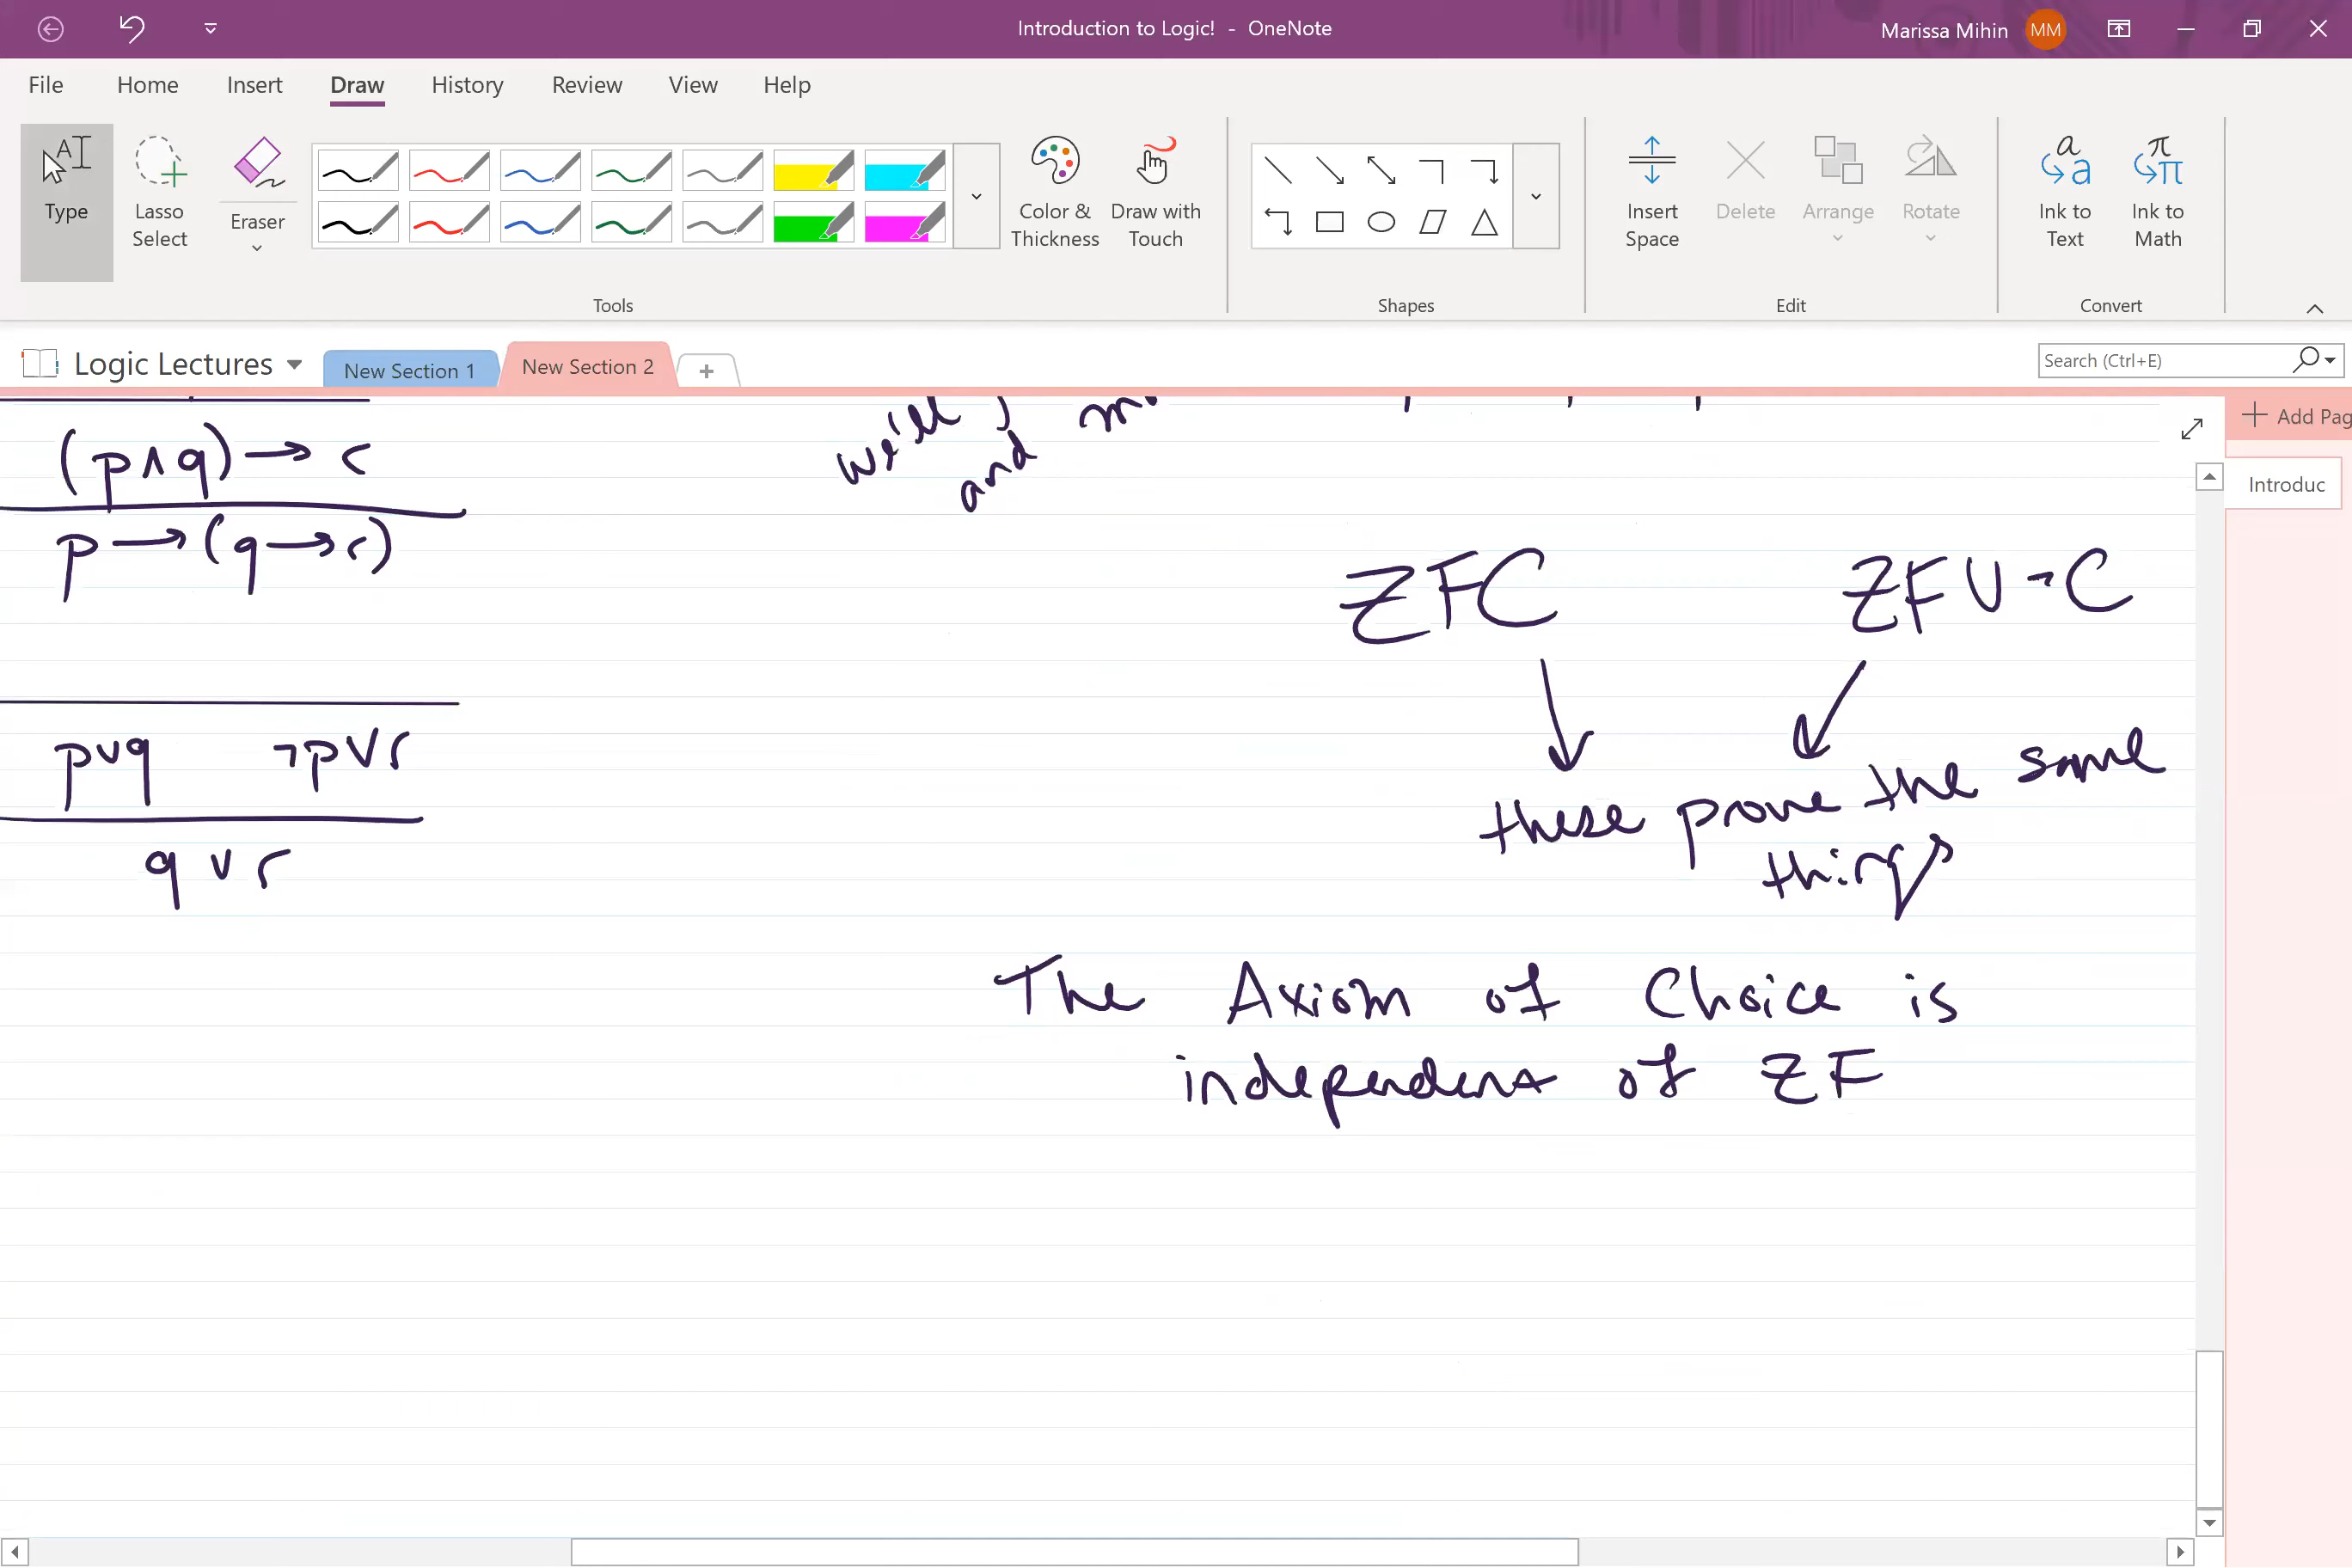 Introduction to Logic! - OneNote
Marissa Mihin MM
File Home Insert Draw History Review View Help
Type
Lasso Select
Eraser
Color & Thickness
Draw with Touch
Insert Space
Delete
Arrange
Rotate
Ink to Text
Ink to Math
Tools Shapes Edit Convert
Logic Lectures New Section 1 New Section 2 +
Search (Ctrl+E)
Add Pag
Introduc
(p∧q) → r
p → (q → r)
p∨q ¬p∨r
q ∨ r
we'll
and
ZFC ZF ∪ ¬C
these prove the same
things
The Axiom of Choice is
independent of ZF